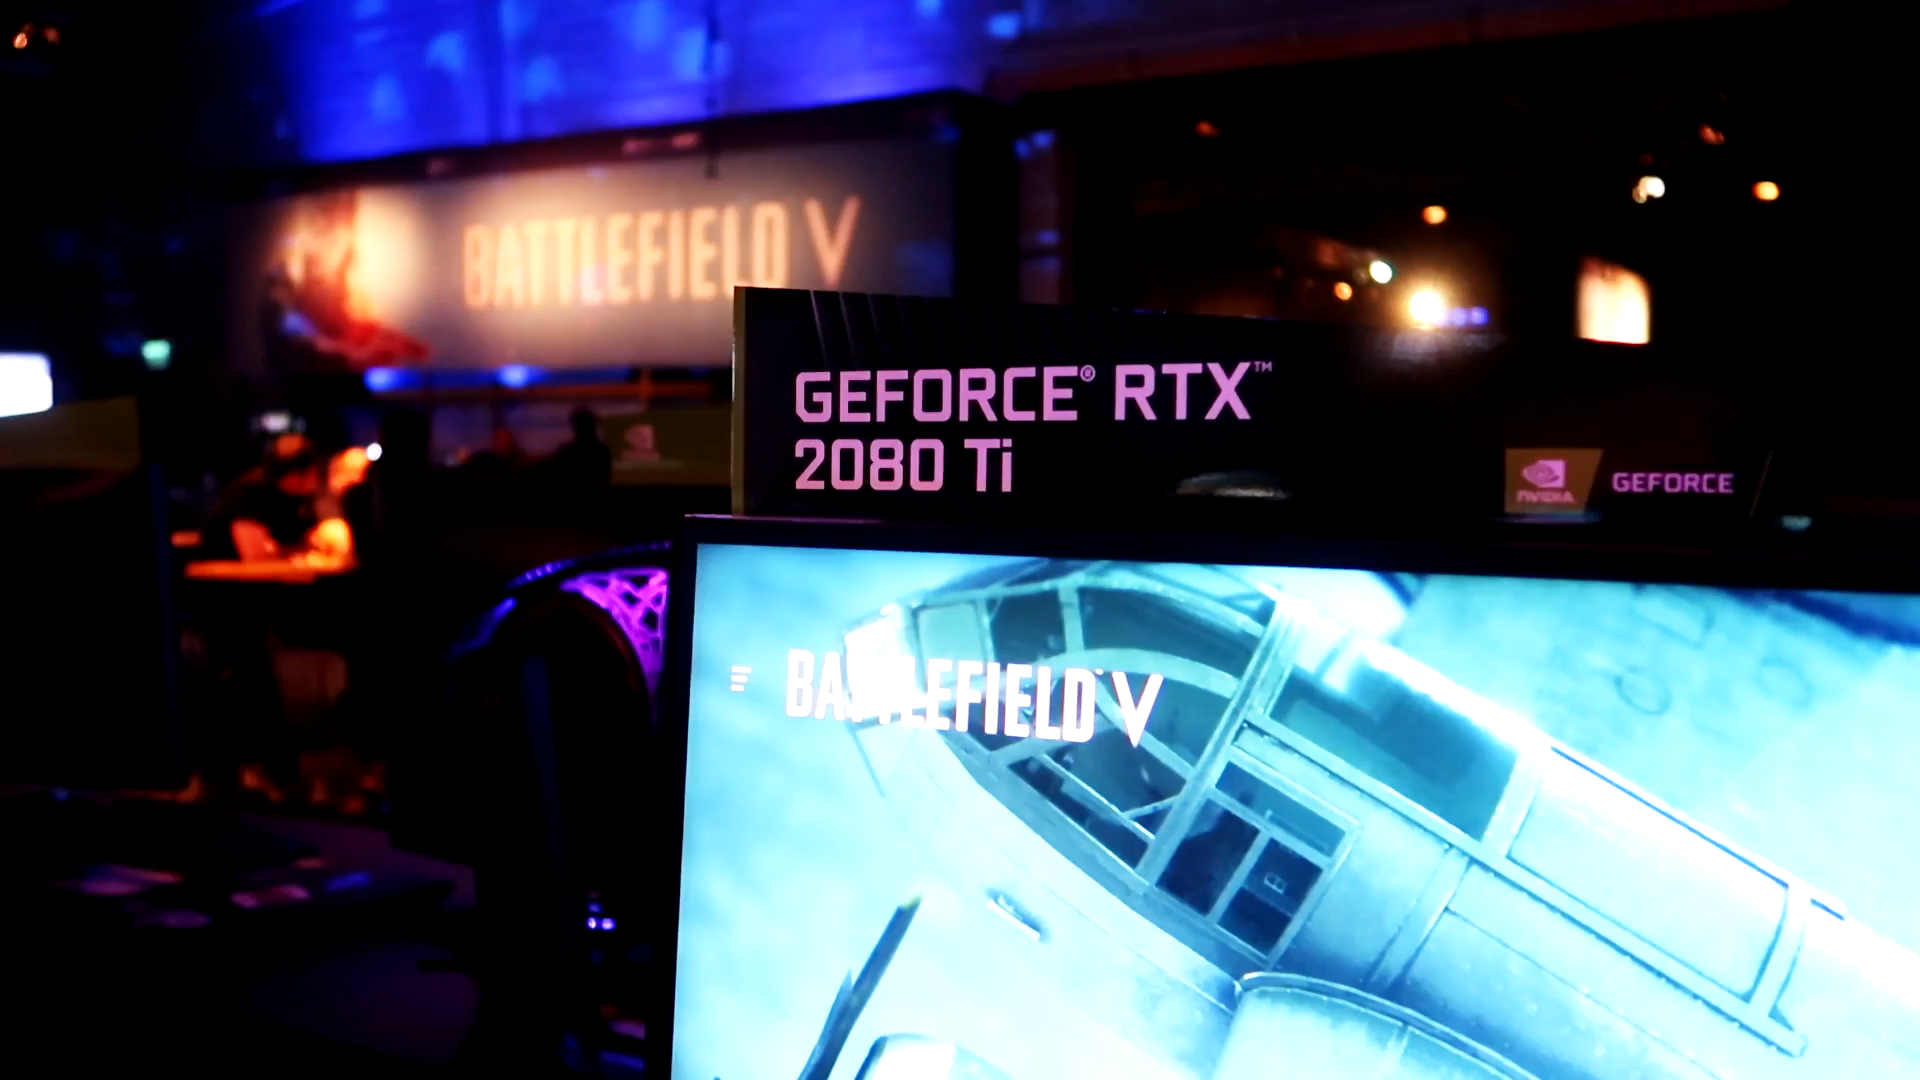 BATTLEFIELD V
GEFORCE® RTX™
2080 Ti
NVIDIA
GEFORCE
BATTLEFIELD V